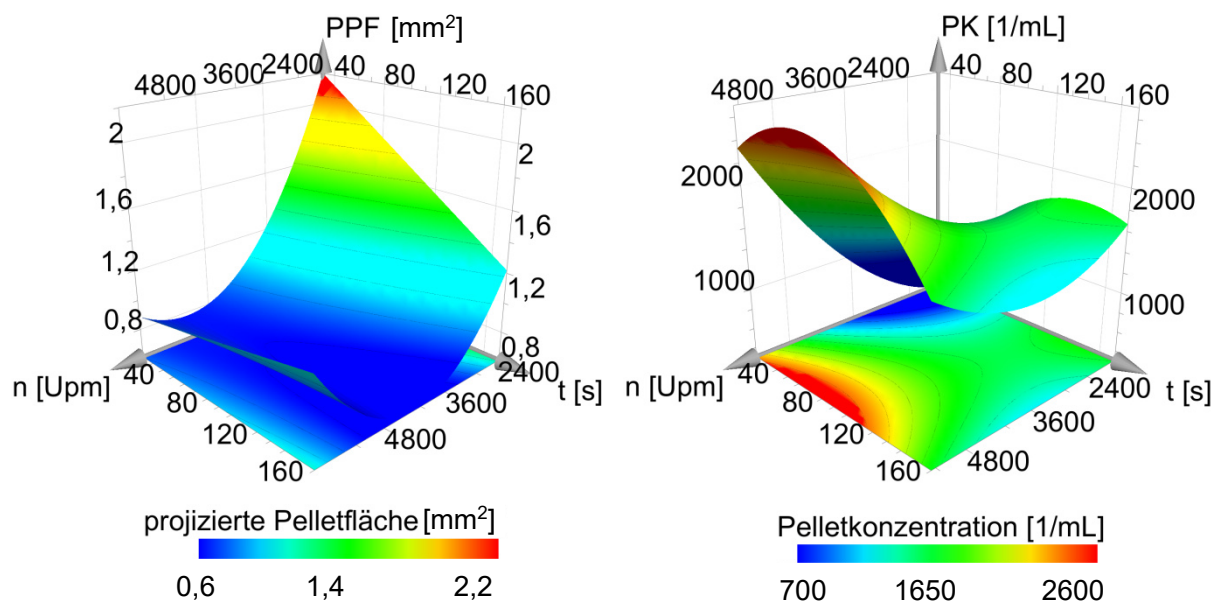 PPF [mm²]
4800 3600 2400 40 80 120 160
2 2
1,6 1,6
1,2 1,2
0,8 0,8
n [Upm] 40 80 120 160 4800 3600 2400 t [s]
projizierte Pelletfläche [mm²]
0,6 1,4 2,2
PK [1/mL]
4800 3600 2400 40 80 120 160
2000 2000
1000 1000
n [Upm] 40 80 120 160 4800 3600 2400 t [s]
Pelletkonzentration [1/mL]
700 1650 2600